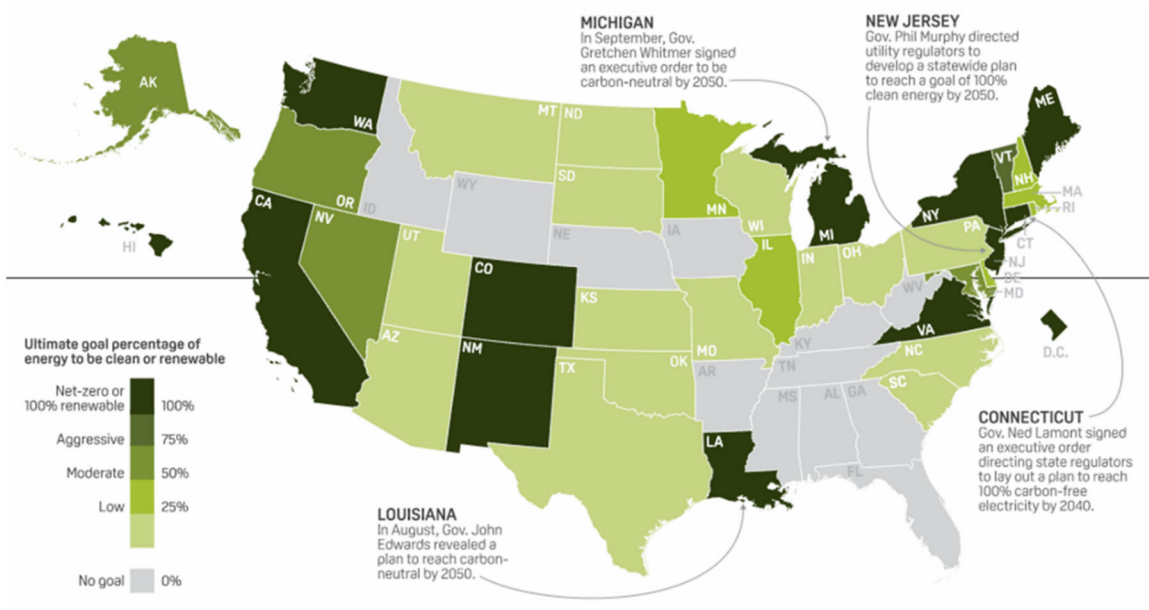 MICHIGAN
In September, Gov.
Gretchen Whitmer signed
an executive order to be
carbon-neutral by 2050.
NEW JERSEY
Gov. Phil Murphy directed
utility regulators to
develop a statewide plan
to reach a goal of 100%
clean energy by 2050.
AK
WA
MT
ND
ME
VT
NH
MA
RI
CT
OR
ID
WY
SD
MN
WI
MI
NY
PA
CA
NV
UT
NE
IA
IL
IN
OH
NJ
DE
MD
HI
CO
KS
MO
KY
WV
VA
D.C.
AZ
NM
TX
OK
AR
TN
NC
SC
MS
AL
GA
LA
FL
Ultimate goal percentage of
energy to be clean or renewable
Net-zero or
100% renewable 100%
Aggressive 75%
Moderate 50%
Low 25%
No goal 0%
LOUISIANA
In August, Gov. John
Edwards revealed a
plan to reach carbon-
neutral by 2050.
CONNECTICUT
Gov. Ned Lamont signed
an executive order
directing state regulators
to lay out a plan to reach
100% carbon-free
electricity by 2040.